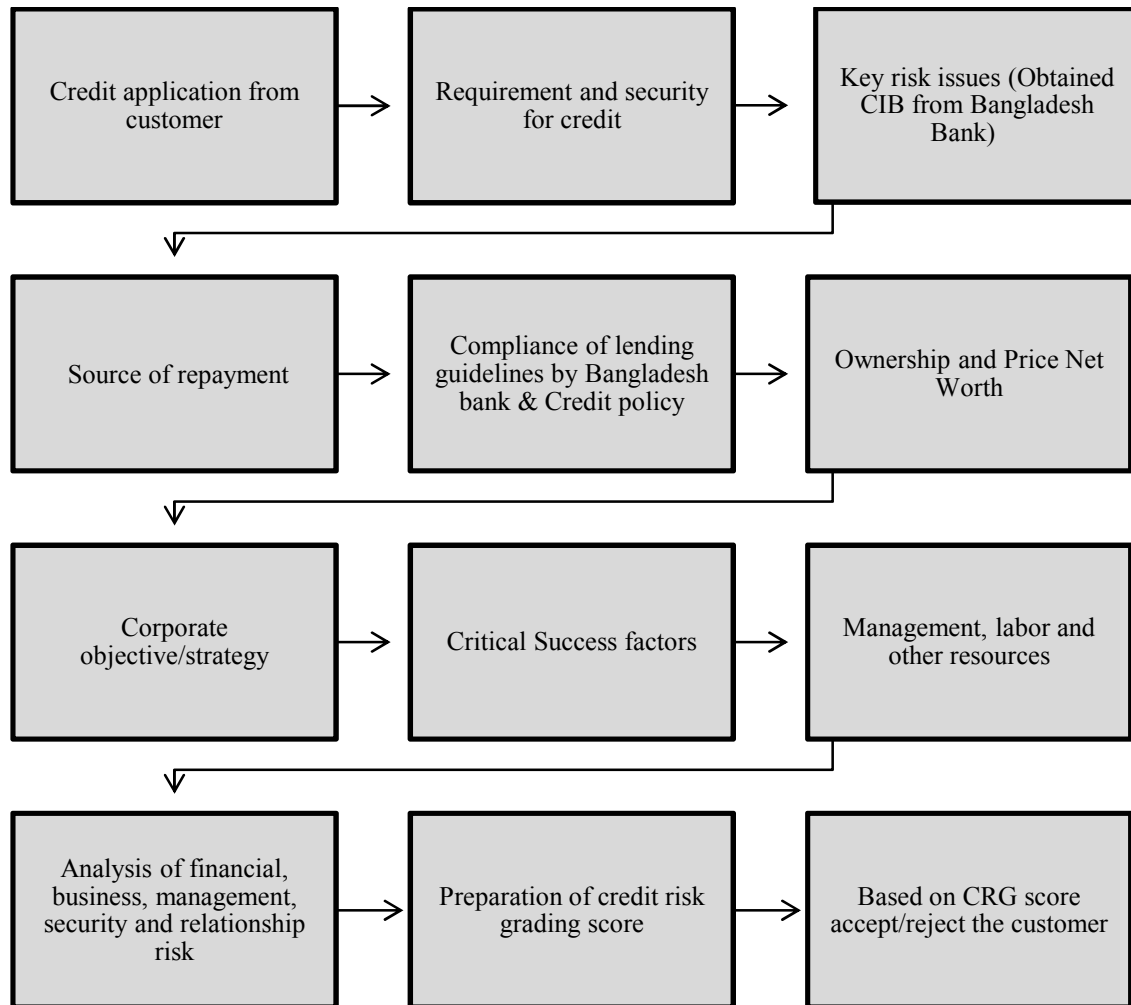 Credit application from
customer
Requirement and security
for credit
Key risk issues (Obtained
CIB from Bangladesh
Bank)
Source of repayment
Compliance of lending
guidelines by Bangladesh
bank & Credit policy
Ownership and Price Net
Worth
Corporate
objective/strategy
Critical Success factors
Management, labor and
other resources
Analysis of financial,
business, management,
security and relationship
risk
Preparation of credit risk
grading score
Based on CRG score
accept/reject the customer